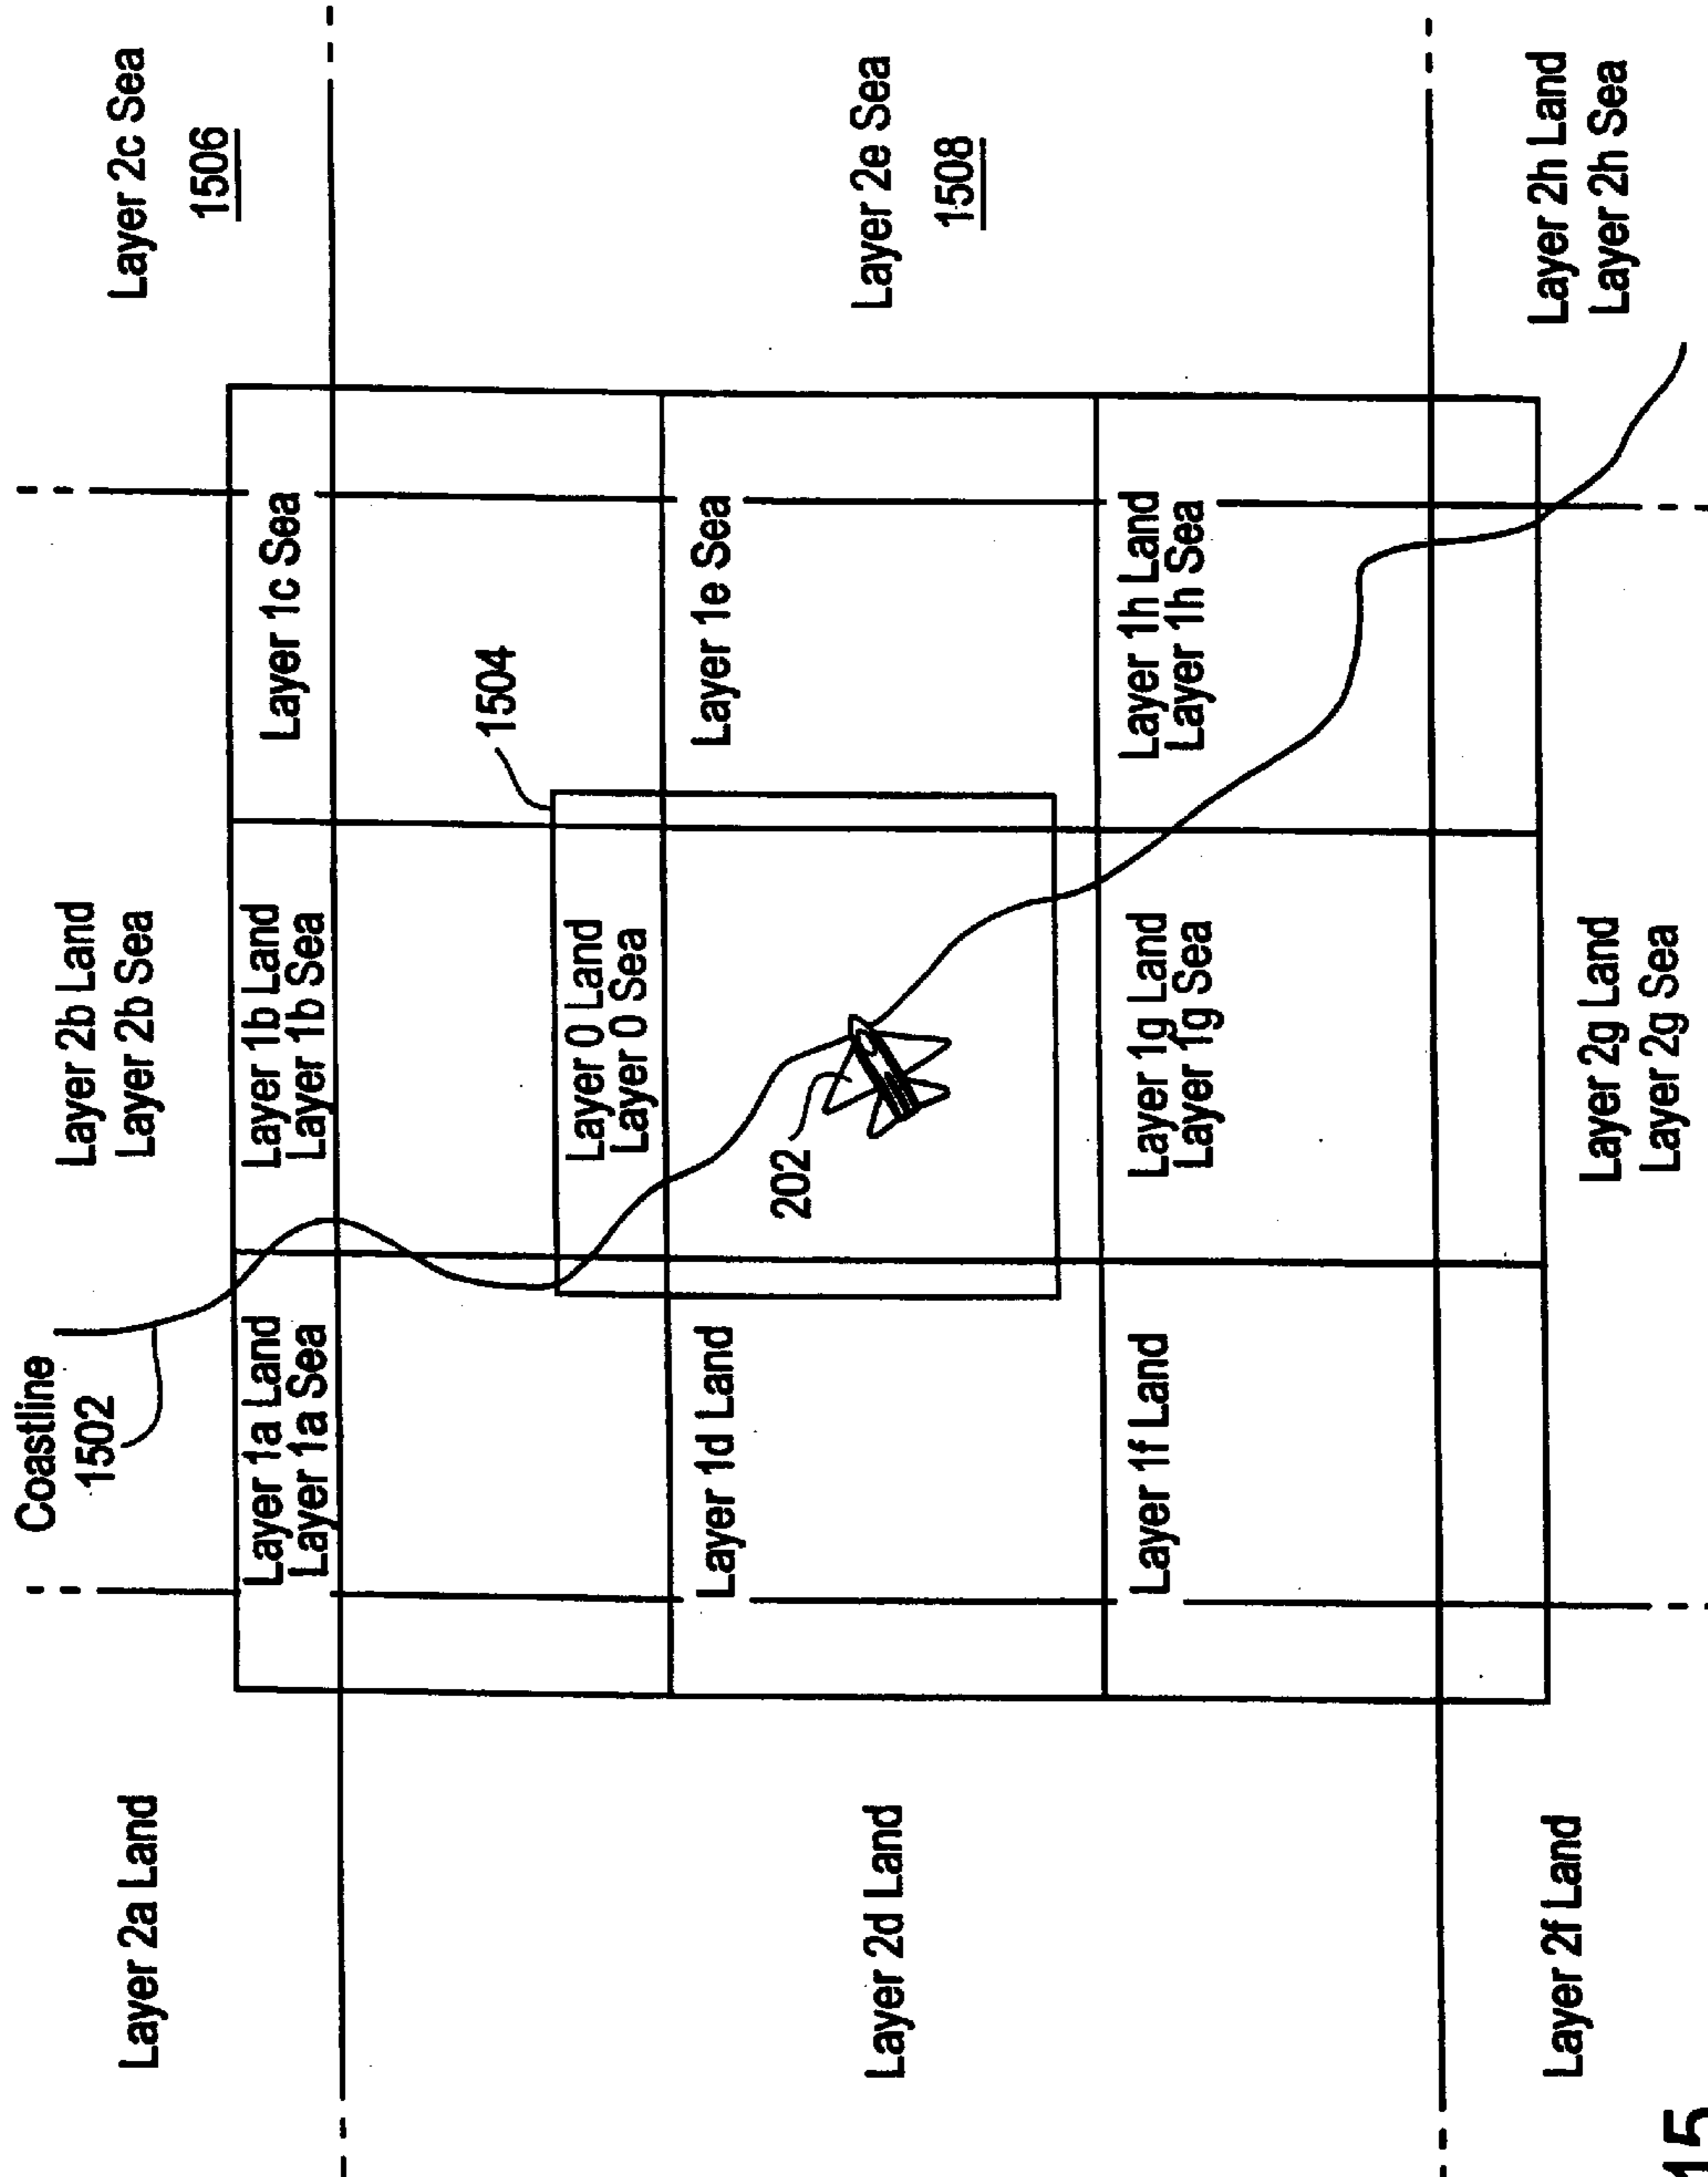 Coastline
1502
Layer 2a Land
Layer 2b Land
Layer 2b Sea
Layer 2c Sea
1506
Layer 1a Land
Layer 1a Sea
Layer 1b Land
Layer 1b Sea
Layer 1c Sea
1504
Layer 0 Land
Layer 0 Sea
Layer 1d Land
Layer 1e Sea
202
Layer 2d Land
Layer 2e Sea
1508
Layer 1f Land
Layer 1g Land
Layer 1g Sea
Layer 1h Land
Layer 1h Sea
Layer 2f Land
Layer 2g Land
Layer 2g Sea
Layer 2h Land
Layer 2h Sea
15